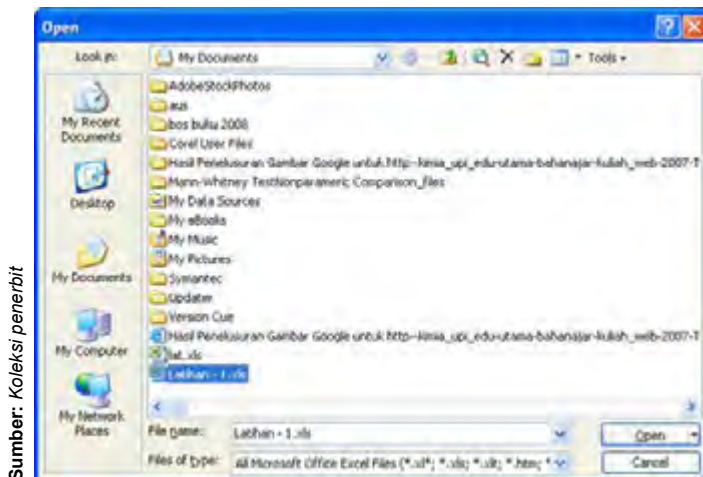 Open
Look in:
My Documents
Tools
My Recent
Documents
Desktop
My Documents
My Computer
My Network
Places
AdobeStockPhotos
aus
bos buku 2008
Corel User Files
Hasil Penelusuran Gambar Google untuk http--kimia_upi_edu-utama-bahanajar-kuliah_web-2007-T
Mann-Whitney TestNonparameric Comparison_files
My Data Sources
My eBooks
My Music
My Pictures
Symantec
Updater
Version Cue
Hasil Penelusuran Gambar Google untuk http--kimia_upi_edu-utama-bahanajar-kuliah_web-2007-T
lat.xls
Latihan - 1.xls
File name:
Latihan - 1.xls
Open
Files of type:
All Microsoft Office Excel Files (*.xl*; *.xls; *.xlt; *.htm; *
Cancel
Sumber: Koleksi penerbit